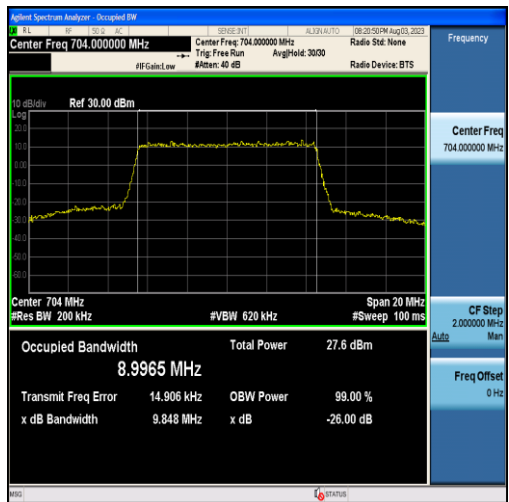 Agilent Spectrum Analyzer - Occupied BW
RL RF 50 Ω AC SENSE:INT ALIGN AUTO 08:20:50 PM Aug 03, 2023
Center Freq 704.000000 MHz
Center Freq: 704.000000 MHz
Radio Std: None
Trig: Free Run Avg|Hold: 30/30
#IFGain:Low #Atten: 40 dB Radio Device: BTS
10 dB/div Ref 30.00 dBm
Log
20.0
10.0
0.00
-10.0
-20.0
-30.0
-40.0
-50.0
-60.0
Center 704 MHz Span 20 MHz
#Res BW 200 kHz #VBW 620 kHz #Sweep 100 ms
Occupied Bandwidth Total Power 27.6 dBm
8.9965 MHz
Transmit Freq Error 14.906 kHz OBW Power 99.00 %
x dB Bandwidth 9.848 MHz x dB -26.00 dB
MSG STATUS
Frequency
Center Freq
704.000000 MHz
CF Step
2.000000 MHz
Auto Man
Freq Offset
0 Hz